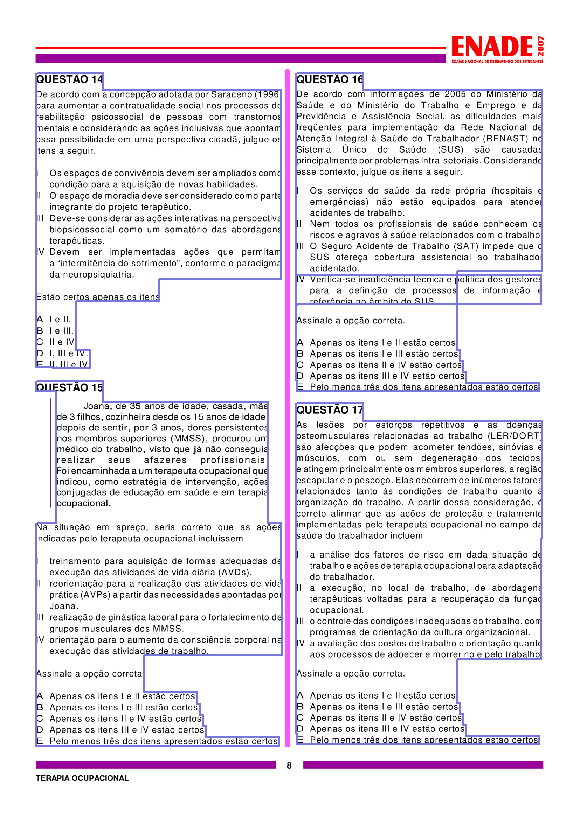 ENADE 2007
EXAME NACIONAL DE DESEMPENHO DOS ESTUDANTES
QUESTÃO 14
De acordo com a concepção adotada por Saraceno (1996)
para aumentar a contratualidade social nos processos de
reabilitação psicossocial de pessoas com transtornos
mentais e considerando as ações inclusivas que apontam
essa possibilidade em uma perspectiva cidadã, julgue os
itens a seguir.
I Os espaços de convivência devem ser ampliados como
condição para a aquisição de novas habilidades.
II O espaço de moradia deve ser considerado como parte
integrante do projeto terapêutico.
III Deve-se considerar as ações interativas na perspectiva
biopsicossocial como um somatório das abordagens
terapêuticas.
IV Devem ser implementadas ações que permitam
a "intermitência do sofrimento", conforme o paradigma
da neuropsiquiatria.
Estão certos apenas os itens
A I e II.
B I e III.
C II e IV.
D I, III e IV.
E II, III e IV.
QUESTÃO 15
Joana, de 35 anos de idade, casada, mãe
de 3 filhos, cozinheira desde os 15 anos de idade,
depois de sentir, por 3 anos, dores persistentes
nos membros superiores (MMSS), procurou um
médico do trabalho, visto que já não conseguia
realizar seus afazeres profissionais.
Foi encaminhada a um terapeuta ocupacional que
indicou, como estratégia de intervenção, ações
conjugadas de educação em saúde e em terapia
ocupacional.
Na situação em apreço, seria correto que as ações
indicadas pelo terapeuta ocupacional incluíssem
I treinamento para aquisição de formas adequadas de
execução das atividades de vida diária (AVDs).
II reorientação para a realização das atividades de vida
prática (AVPs) a partir das necessidades apontadas por
Joana.
III realização de ginástica laboral para o fortalecimento de
grupos musculares dos MMSS.
IV orientação para o aumento da consciência corporal na
execução das atividades de trabalho.
Assinale a opção correta.
A Apenas os itens I e II estão certos.
B Apenas os itens I e III estão certos.
C Apenas os itens II e IV estão certos.
D Apenas os itens III e IV estão certos.
E Pelo menos três dos itens apresentados estão certos.
QUESTÃO 16
De acordo com informações de 2005 do Ministério da
Saúde e do Ministério do Trabalho e Emprego e da
Previdência e Assistência Social, as dificuldades mais
freqüentes para implementação da Rede Nacional de
Atenção Integral à Saúde do Trabalhador (RENAST) no
Sistema Único de Saúde (SUS) são causadas
principalmente por problemas intra-setoriais. Considerando
esse contexto, julgue os itens a seguir.
I Os serviços de saúde da rede própria (hospitais e
emergências) não estão equipados para atender
acidentes de trabalho.
II Nem todos os profissionais de saúde conhecem os
riscos e agravos à saúde relacionados com o trabalho.
III O Seguro Acidente de Trabalho (SAT) impede que o
SUS ofereça cobertura assistencial ao trabalhador
acidentado.
IV Verifica-se insuficiência técnica e política dos gestores
para a definição de processos de informação e
referência no âmbito do SUS.
Assinale a opção correta.
A Apenas os itens I e II estão certos.
B Apenas os itens I e III estão certos.
C Apenas os itens II e IV estão certos.
D Apenas os itens III e IV estão certos.
E Pelo menos três dos itens apresentados estão certos.
QUESTÃO 17
As lesões por esforços repetitivos e as doenças
osteomusculares relacionadas ao trabalho (LER/DORT)
são afecções que podem acometer tendões, sinóvias e
músculos, com ou sem degeneração dos tecidos,
e atingem principalmente os membros superiores, a região
escapular e o pescoço. Elas decorrem de inúmeros fatores
relacionados tanto às condições de trabalho quanto à
organização do trabalho. A partir dessa consideração, é
correto afirmar que as ações de proteção e tratamento
implementadas pelo terapeuta ocupacional no campo da
saúde do trabalhador incluem
I a análise dos fatores de risco em dada situação de
trabalho e ações de terapia ocupacional para adaptação
do trabalhador.
II a execução, no local de trabalho, de abordagens
terapêuticas voltadas para a recuperação da função
ocupacional.
III o controle das condições inadequadas do trabalho, com
programas de orientação da cultura organizacional.
IV a avaliação dos postos de trabalho e orientação quanto
aos processos de adoecer e morrer no e pelo trabalho.
Assinale a opção correta.
A Apenas os itens I e II estão certos.
B Apenas os itens I e III estão certos.
C Apenas os itens II e IV estão certos.
D Apenas os itens III e IV estão certos.
E Pelo menos três dos itens apresentados estão certos.
8
TERAPIA OCUPACIONAL